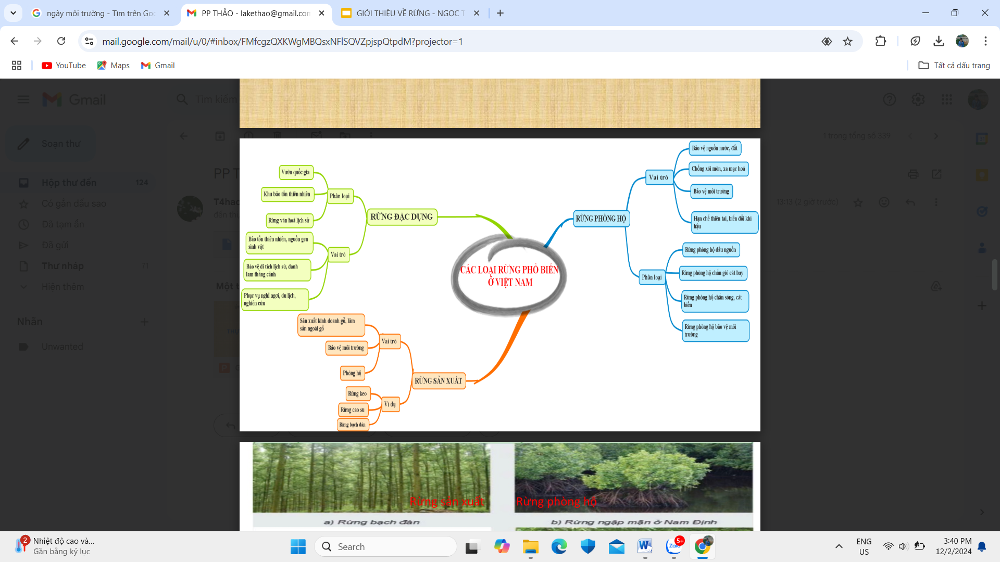 ngày môi trường - Tìm trên Goo
PP THẢO - lakethao@gmail.com
GIỚI THIỆU VỀ RỪNG - NGỌC T
mail.google.com/mail/u/0/#inbox/FMfcgzQXKWgMBQsxNFlSQVZpjspQtpdM?projector=1
YouTube
Maps
Gmail
Tất cả dấu trang
Gmail
Tìm kiếm
Soạn thư
1 trong tổng số 339
PP T
Hộp thư đến 124
Có gắn dấu sao
T4hac
13:13 (2 giờ trước)
đến thị
Đã tạm ẩn
Đã gửi
Thư nháp 71
Hiện thêm
Một t
Nhãn
Unwanted
CÁC LOẠI RỪNG PHỔ BIẾN
Ở VIỆT NAM
RỪNG ĐẶC DỤNG
Phân loại
Vườn quốc gia
Khu bảo tồn thiên nhiên
Rừng văn hoá lịch sử
Vai trò
Bảo tồn thiên nhiên, nguồn gen
sinh vật
Bảo vệ di tích lịch sử, danh
lam thắng cảnh
Phục vụ nghỉ ngơi, du lịch,
nghiên cứu
RỪNG PHÒNG HỘ
Vai trò
Bảo vệ nguồn nước, đất
Chống xói mòn, xa mạc hoá
Bảo vệ môi trường
Hạn chế thiên tai, biến đổi khí
hậu
Phân loại
Rừng phòng hộ đầu nguồn
Rừng phòng hộ chắn gió cát bay
Rừng phòng hộ chắn sóng, cát
biển
Rừng phòng hộ bảo vệ môi
trường
RỪNG SẢN XUẤT
Vai trò
Sản xuất kinh doanh gỗ, lâm
sản ngoài gỗ
Bảo vệ môi trường
Phòng hộ
Ví dụ
Rừng keo
Rừng cao su
Rừng bạch đàn
Rừng sản xuất
Rừng phòng hộ
a) Rừng bạch đàn
b) Rừng ngập mặn ở Nam Định
2
Nhiệt độ cao và...
Gần bằng kỷ lục
Search
Zalo
5+
ENG
US
3:40 PM
12/2/2024